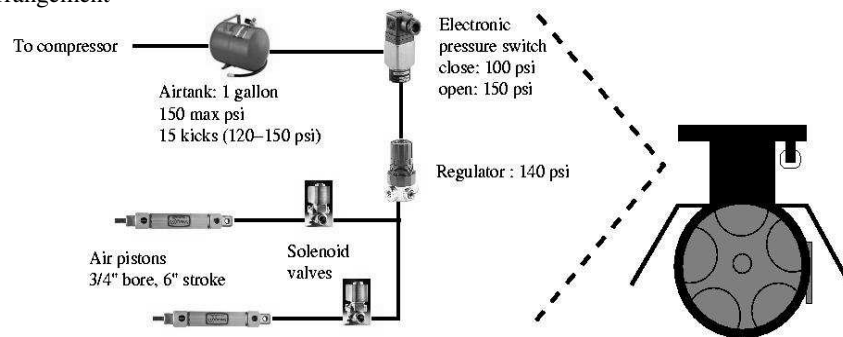 To compressor
Airtank: 1 gallon
150 max psi
15 kicks (120–150 psi)
Electronic
pressure switch
close: 100 psi
open: 150 psi
Regulator : 140 psi
Air pistons
3/4" bore, 6" stroke
Solenoid
valves